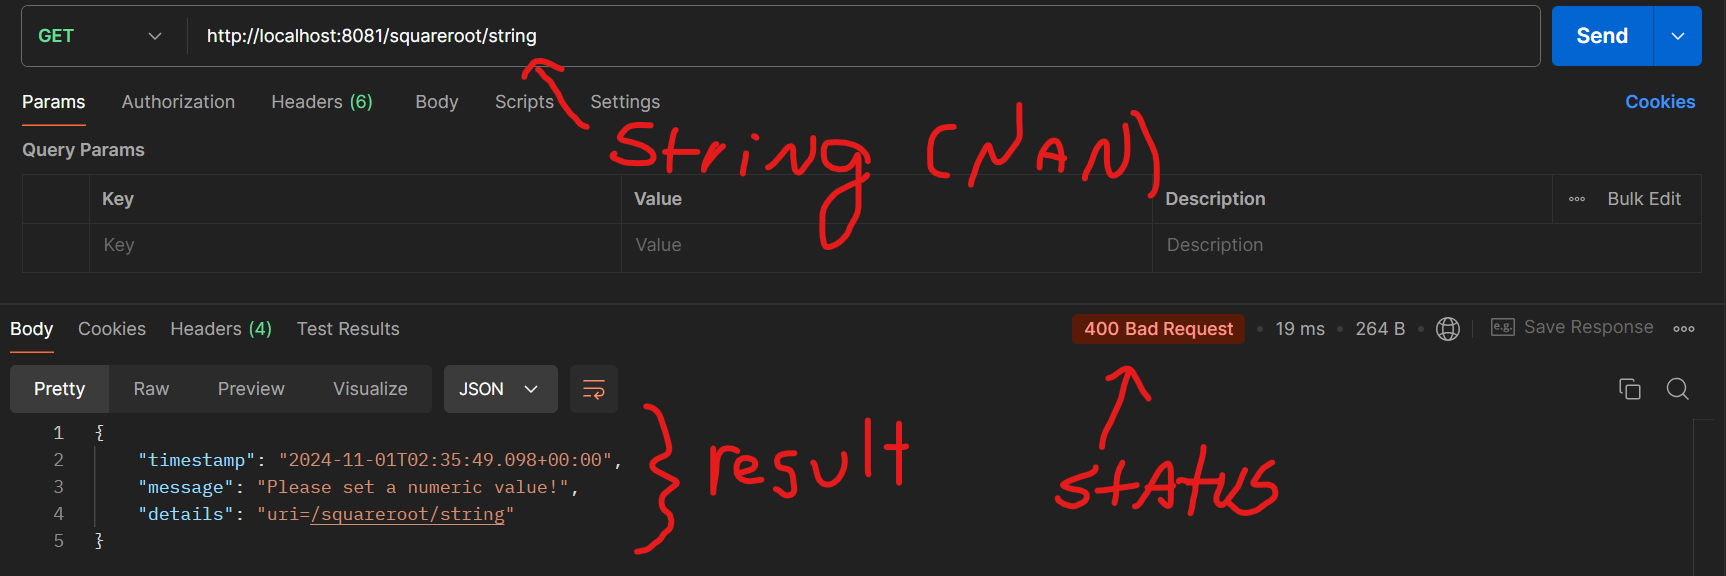 GET http://localhost:8081/squareroot/string Send
Params Authorization Headers (6) Body Scripts Settings Cookies
String (NAN)
Query Params
Key Value Description ooo Bulk Edit
Key Value Description
Body Cookies Headers (4) Test Results 400 Bad Request • 19 ms • 264 B • e.g. Save Response ooo
Pretty Raw Preview Visualize JSON
1 {
2 "timestamp": "2024-11-01T02:35:49.098+00:00",
3 "message": "Please set a numeric value!",
4 "details": "uri=/squareroot/string"
5 }
result
status